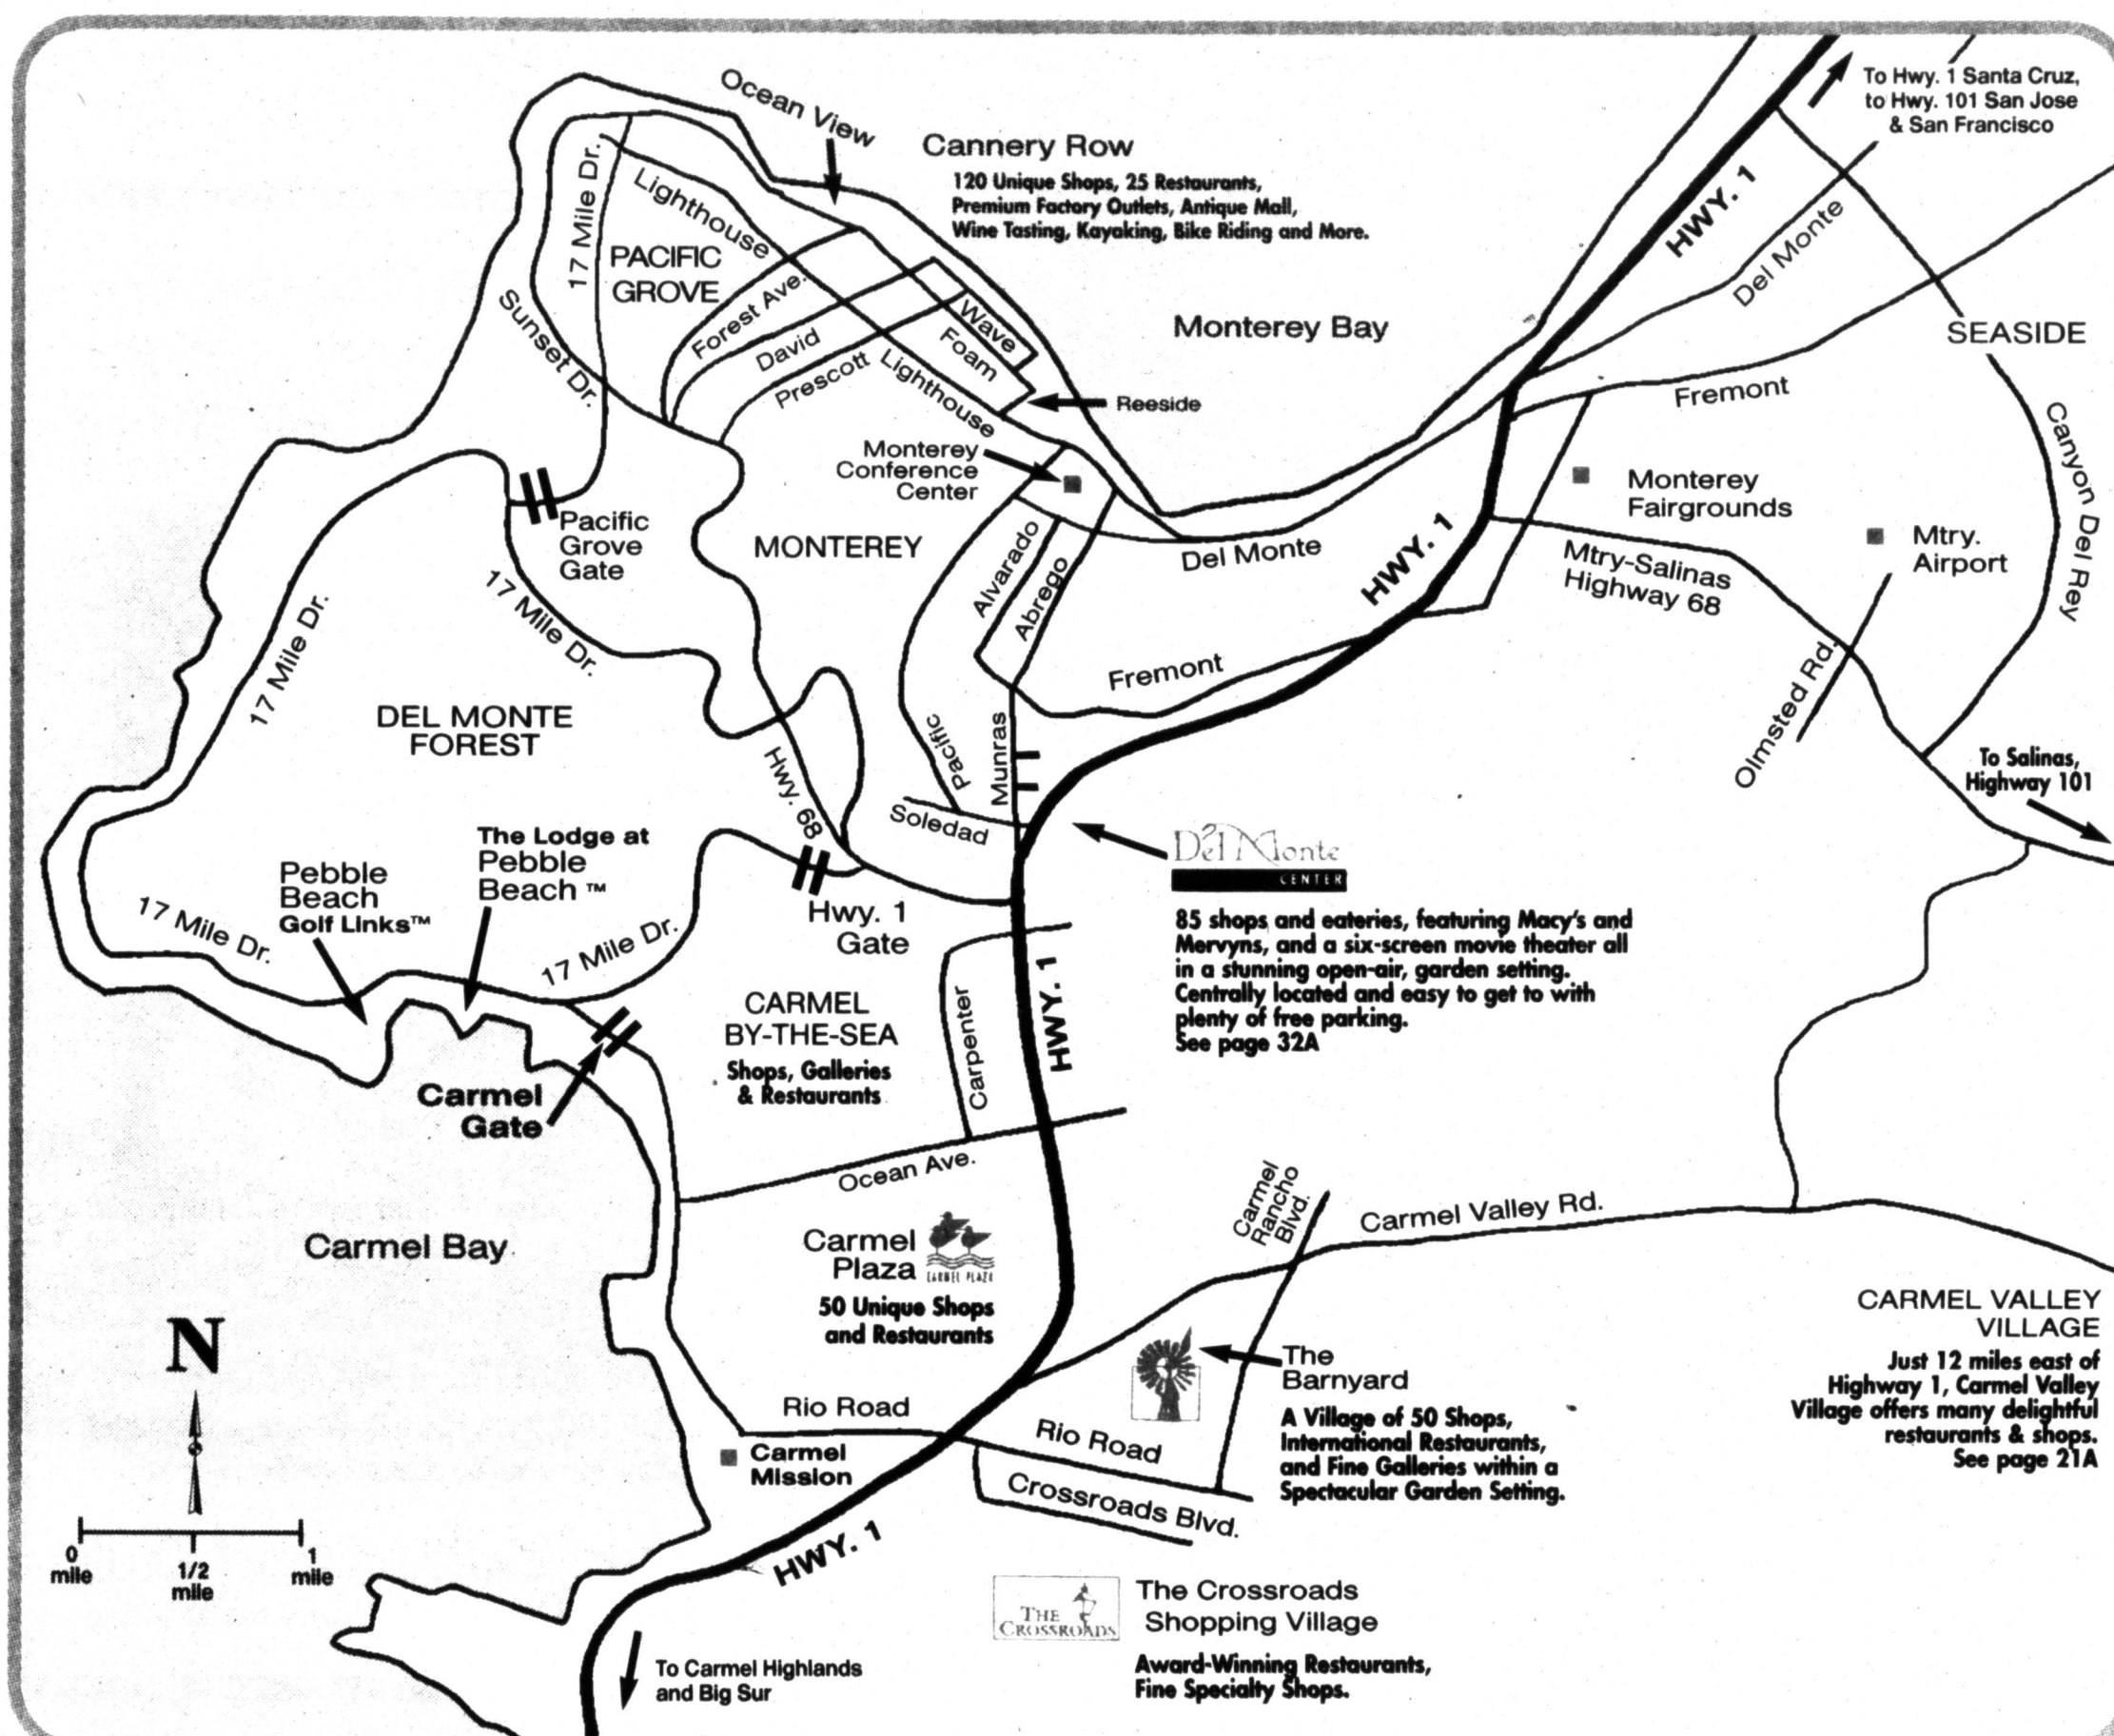 To Hwy. 1 Santa Cruz,
to Hwy. 101 San Jose
& San Francisco
Ocean View
Cannery Row
120 Unique Shops, 25 Restaurants,
Premium Factory Outlets, Antique Mall,
Wine Tasting, Kayaking, Bike Riding and More.
17 Mile Dr.
Lighthouse
HWY. 1
Del Monte
PACIFIC
GROVE
Sunset Dr.
Forest Ave.
David
Prescott
Lighthouse
Wave
Foam
Monterey Bay
SEASIDE
Reeside
Fremont
Canyon Del Rey
Monterey
Conference
Center
Monterey
Fairgrounds
Mtry.
Airport
Pacific
Grove
Gate
MONTEREY
Alvarado
Abrego
Del Monte
HWY. 1
Mtry-Salinas
Highway 68
17 Mile Dr.
17 Mile Dr.
Fremont
Olmsted Rd.
DEL MONTE
FOREST
Hwy. 68
Pacific
Munras
Soledad
To Salinas,
Highway 101
Del Monte
CENTER
85 shops and eateries, featuring Macy's and
Mervyns, and a six-screen movie theater all
in a stunning open-air, garden setting.
Centrally located and easy to get to with
plenty of free parking.
See page 32A
The Lodge at
Pebble
Beach ™
Pebble
Beach
Golf Links™
17 Mile Dr.
17 Mile Dr.
Hwy. 1
Gate
CARMEL
BY-THE-SEA
Shops, Galleries
& Restaurants
Carpenter
HWY. 1
Carmel
Gate
Ocean Ave.
Carmel
Rancho
Blvd.
Carmel Valley Rd.
Carmel Bay
Carmel
Plaza
CARMEL PLAZA
50 Unique Shops
and Restaurants
CARMEL VALLEY
VILLAGE
Just 12 miles east of
Highway 1, Carmel Valley
Village offers many delightful
restaurants & shops.
See page 21A
N
The
Barnyard
A Village of 50 Shops,
International Restaurants,
and Fine Galleries within a
Spectacular Garden Setting.
Rio Road
Rio Road
Carmel
Mission
Crossroads Blvd.
0
mile
1/2
mile
1
mile
HWY. 1
THE
CROSSROADS
The Crossroads
Shopping Village
Award-Winning Restaurants,
Fine Specialty Shops.
To Carmel Highlands
and Big Sur